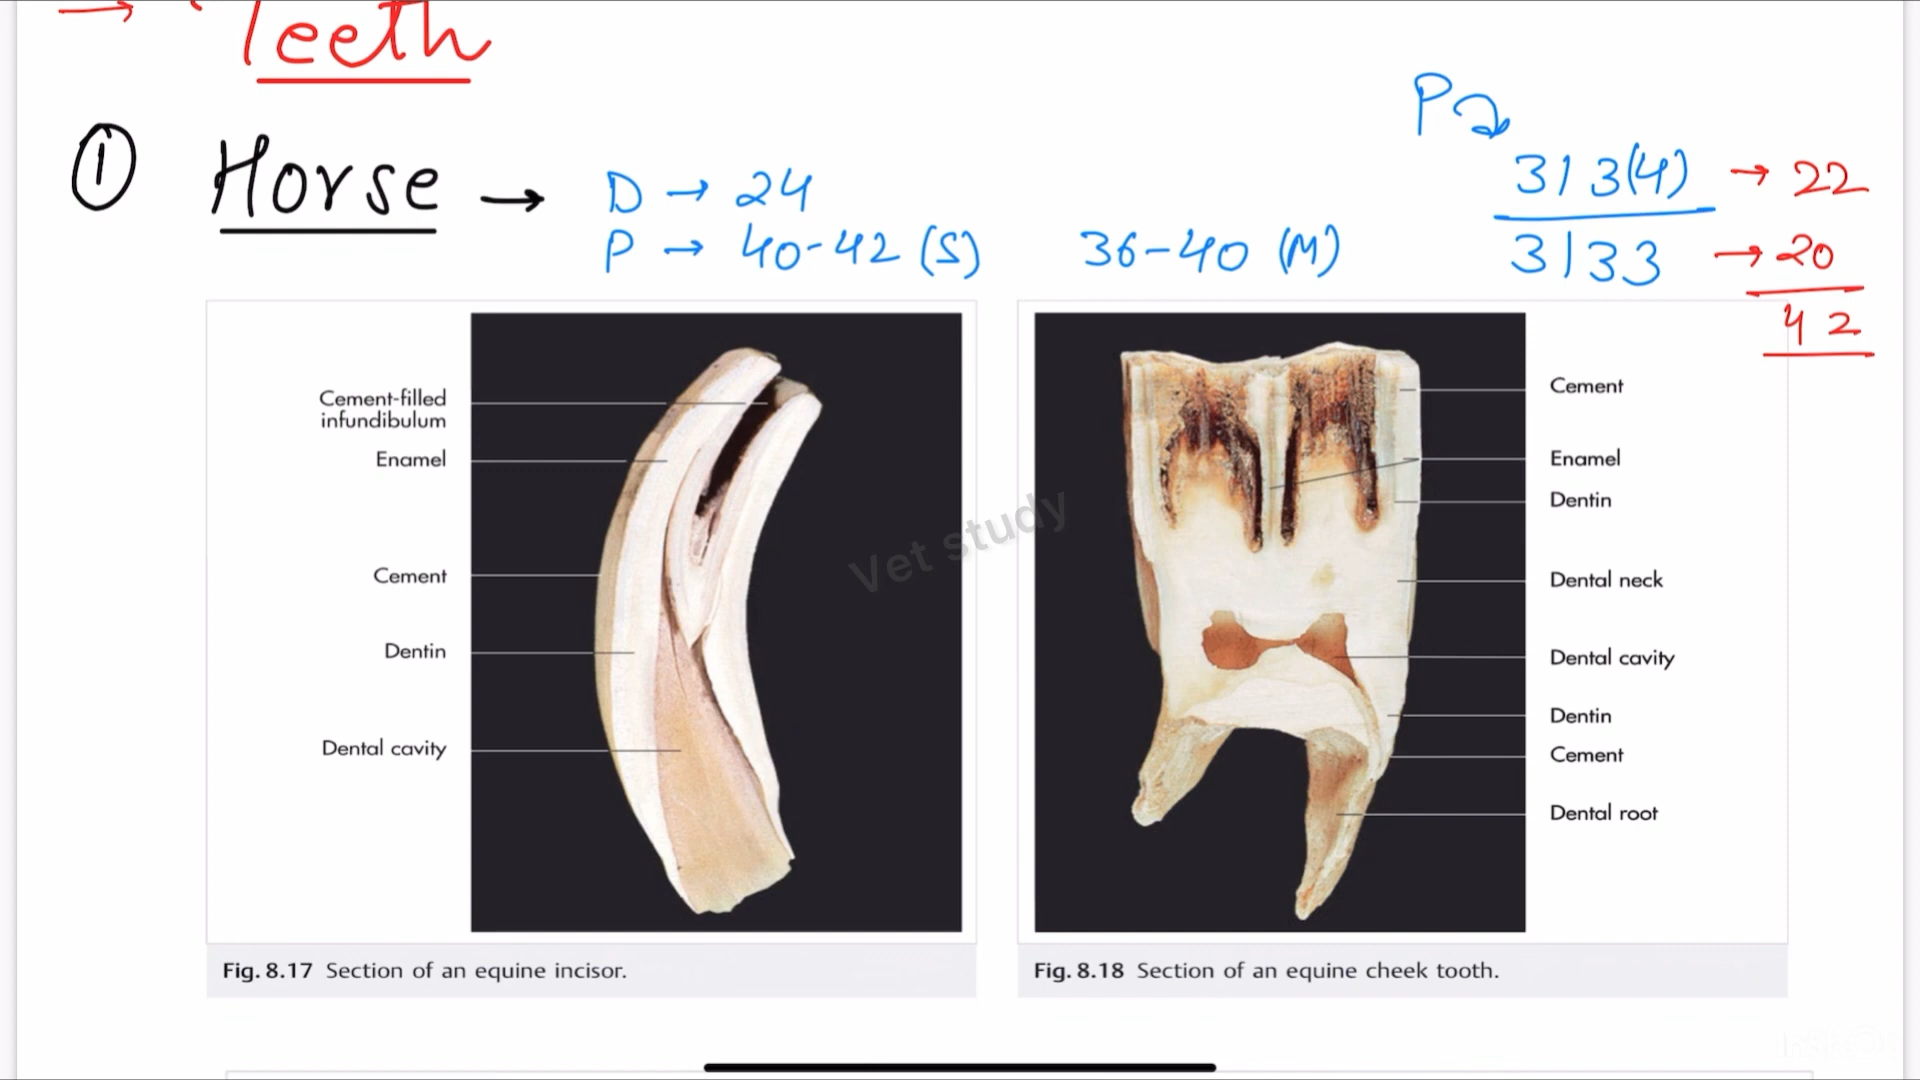 → Teeth
① Horse →
D → 24
P → 40-42 (S) 36-40 (M)
P
313(4) → 22
3133 → 20
42
Cement-filled
infundibulum
Enamel
Cement
Dentin
Dental cavity
Fig. 8.17 Section of an equine incisor.
Cement
Enamel
Dentin
Dental neck
Dental cavity
Dentin
Cement
Dental root
Fig. 8.18 Section of an equine cheek tooth.
Vet study